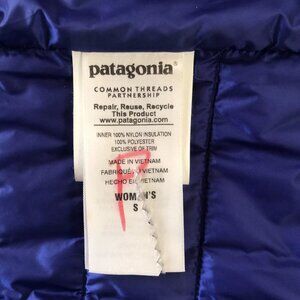 patagonia®
COMMON THREADS
PARTNERSHIP
Repair, Reuse, Recycle
This Product
www.patagonia.com
INNER 100% NYLON INSULATION
100% POLYESTER
EXCLUSIVE OF TRIM
MADE IN VIETNAM
FABRIQUÉ VIETNAM
HECHO EN VIETNAM
WOMAN'S
S